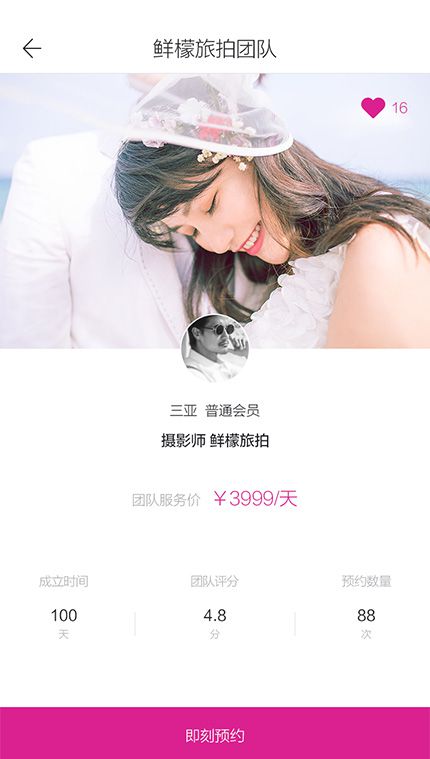 鲜檬旅拍团队
16
三亚 普通会员
摄影师 鲜檬旅拍
团队服务价 ￥3999/天
成立时间 团队评分 预约数量
100 4.8 88
天 分 次
即刻预约